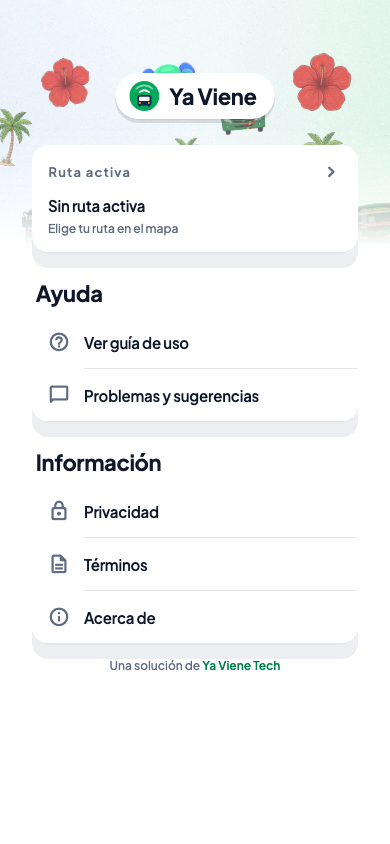 Ya Viene
Ruta activa
Sin ruta activa
Elige tu ruta en el mapa
Ayuda
Ver guía de uso
Problemas y sugerencias
Información
Privacidad
Términos
Acerca de
Una solución de Ya Viene Tech